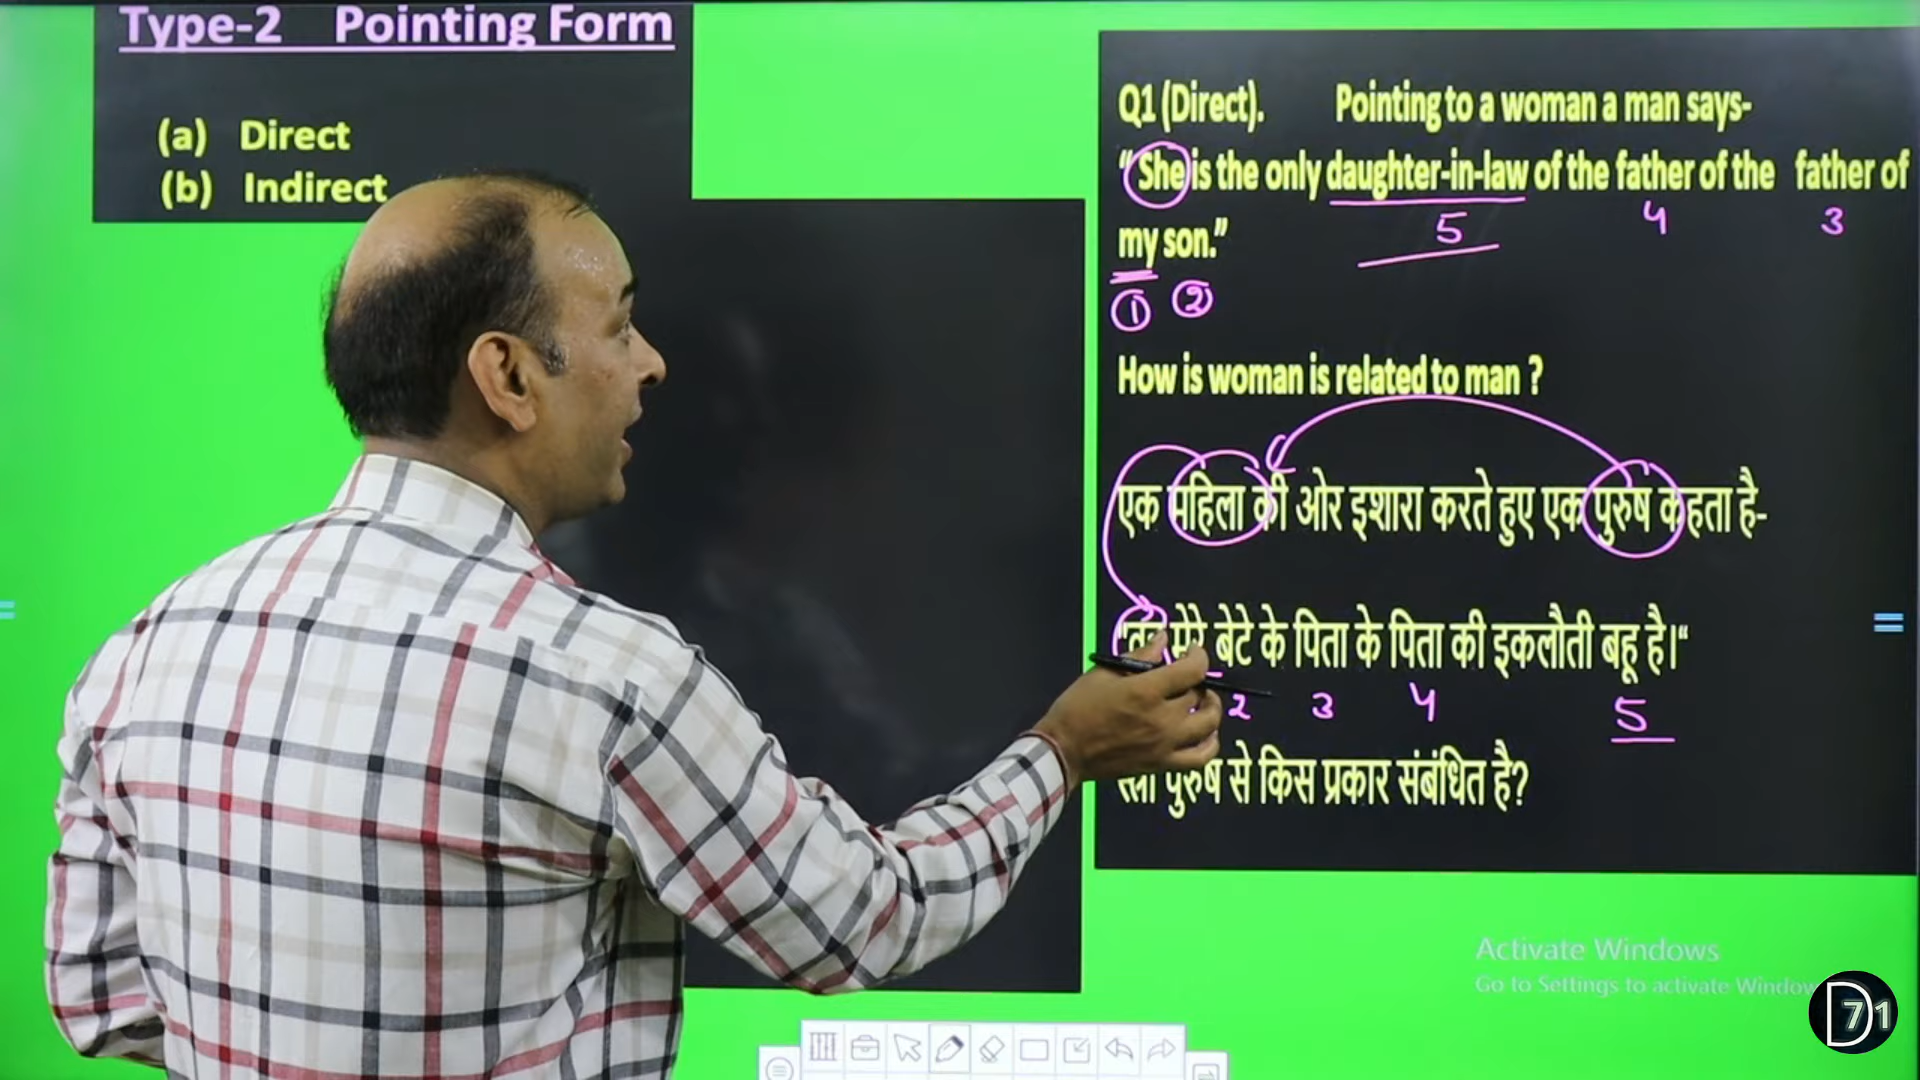 Type-2 Pointing Form
(a) Direct
(b) Indirect
Q1 (Direct). Pointing to a woman a man says-
“ She is the only daughter-in-law of the father of the father of
5 4 3
my son.”
1 2
How is woman is related to man ?
एक महिला की ओर इशारा करते हुए एक पुरुष कहता है-
मेरे बेटे के पिता के पिता की इकलौती बहू है।“
2 3 4 5
पुरुष से किस प्रकार संबंधित है?
=
=
Activate Windows
Go to Settings to activate Window
D 71